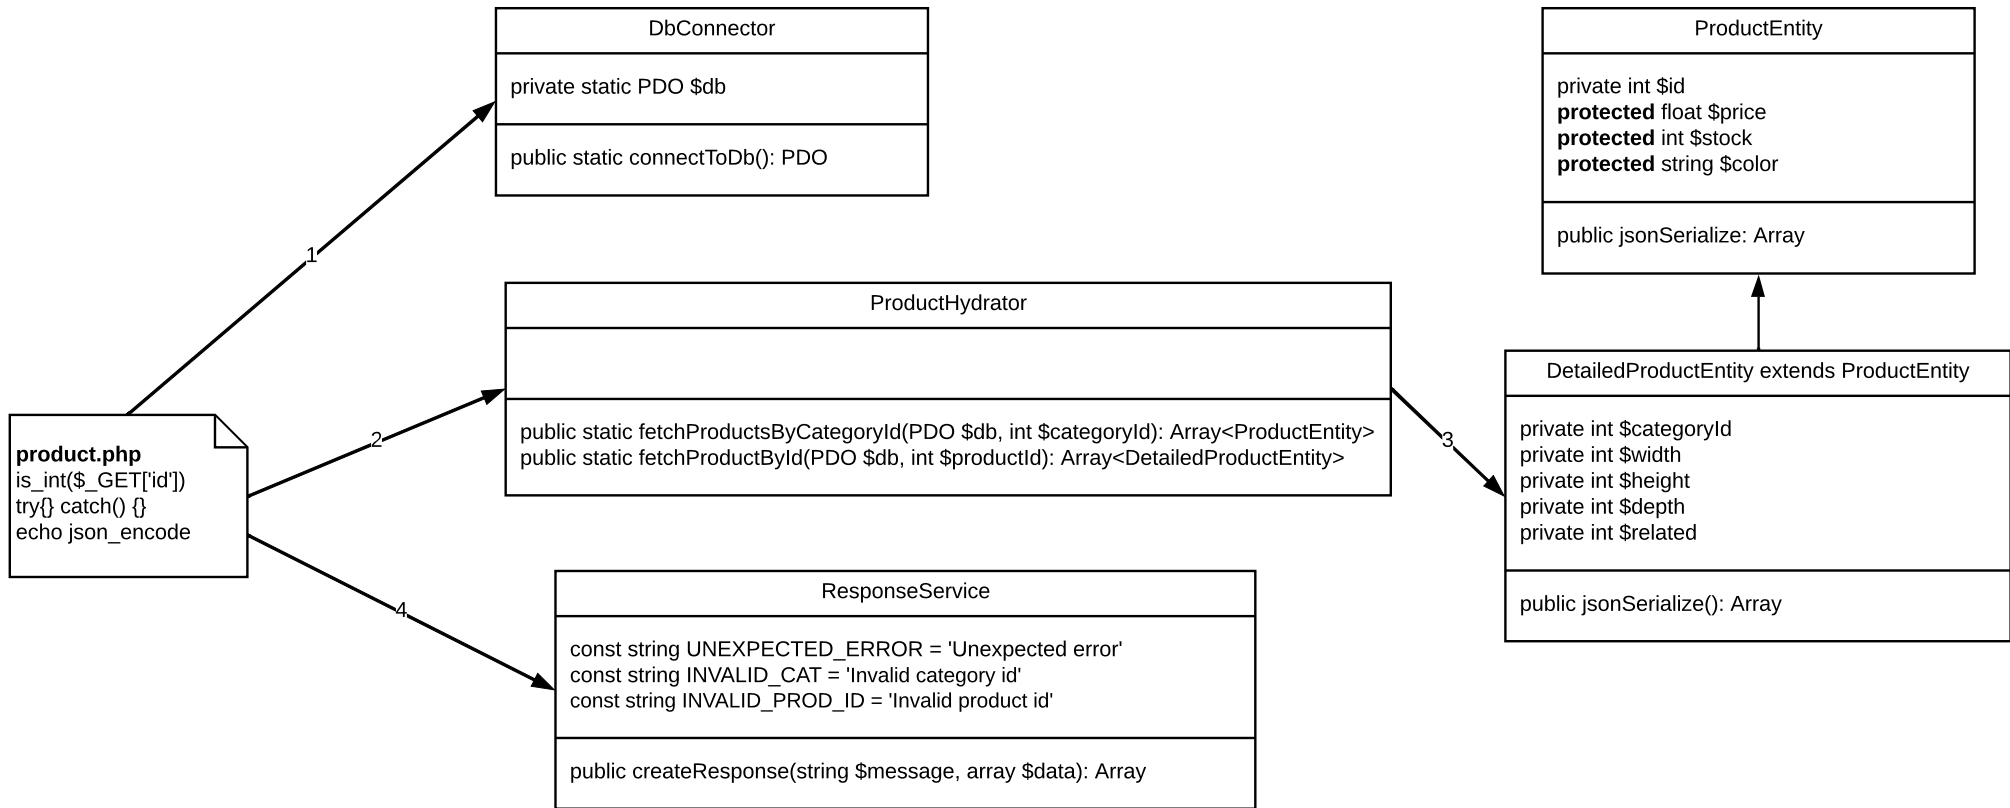 DbConnector
private static PDO $db
public static connectToDb(): PDO
ProductEntity
private int $id
protected float $price
protected int $stock
protected string $color
public jsonSerialize: Array
1
ProductHydrator
public static fetchProductsByCategoryId(PDO $db, int $categoryId): Array<ProductEntity>
public static fetchProductById(PDO $db, int $productId): Array<DetailedProductEntity>
2
3
product.php
is_int($_GET['id'])
try{} catch() {}
echo json_encode
DetailedProductEntity extends ProductEntity
private int $categoryId
private int $width
private int $height
private int $depth
private int $related
public jsonSerialize(): Array
4
ResponseService
const string UNEXPECTED_ERROR = 'Unexpected error'
const string INVALID_CAT = 'Invalid category id'
const string INVALID_PROD_ID = 'Invalid product id'
public createResponse(string $message, array $data): Array